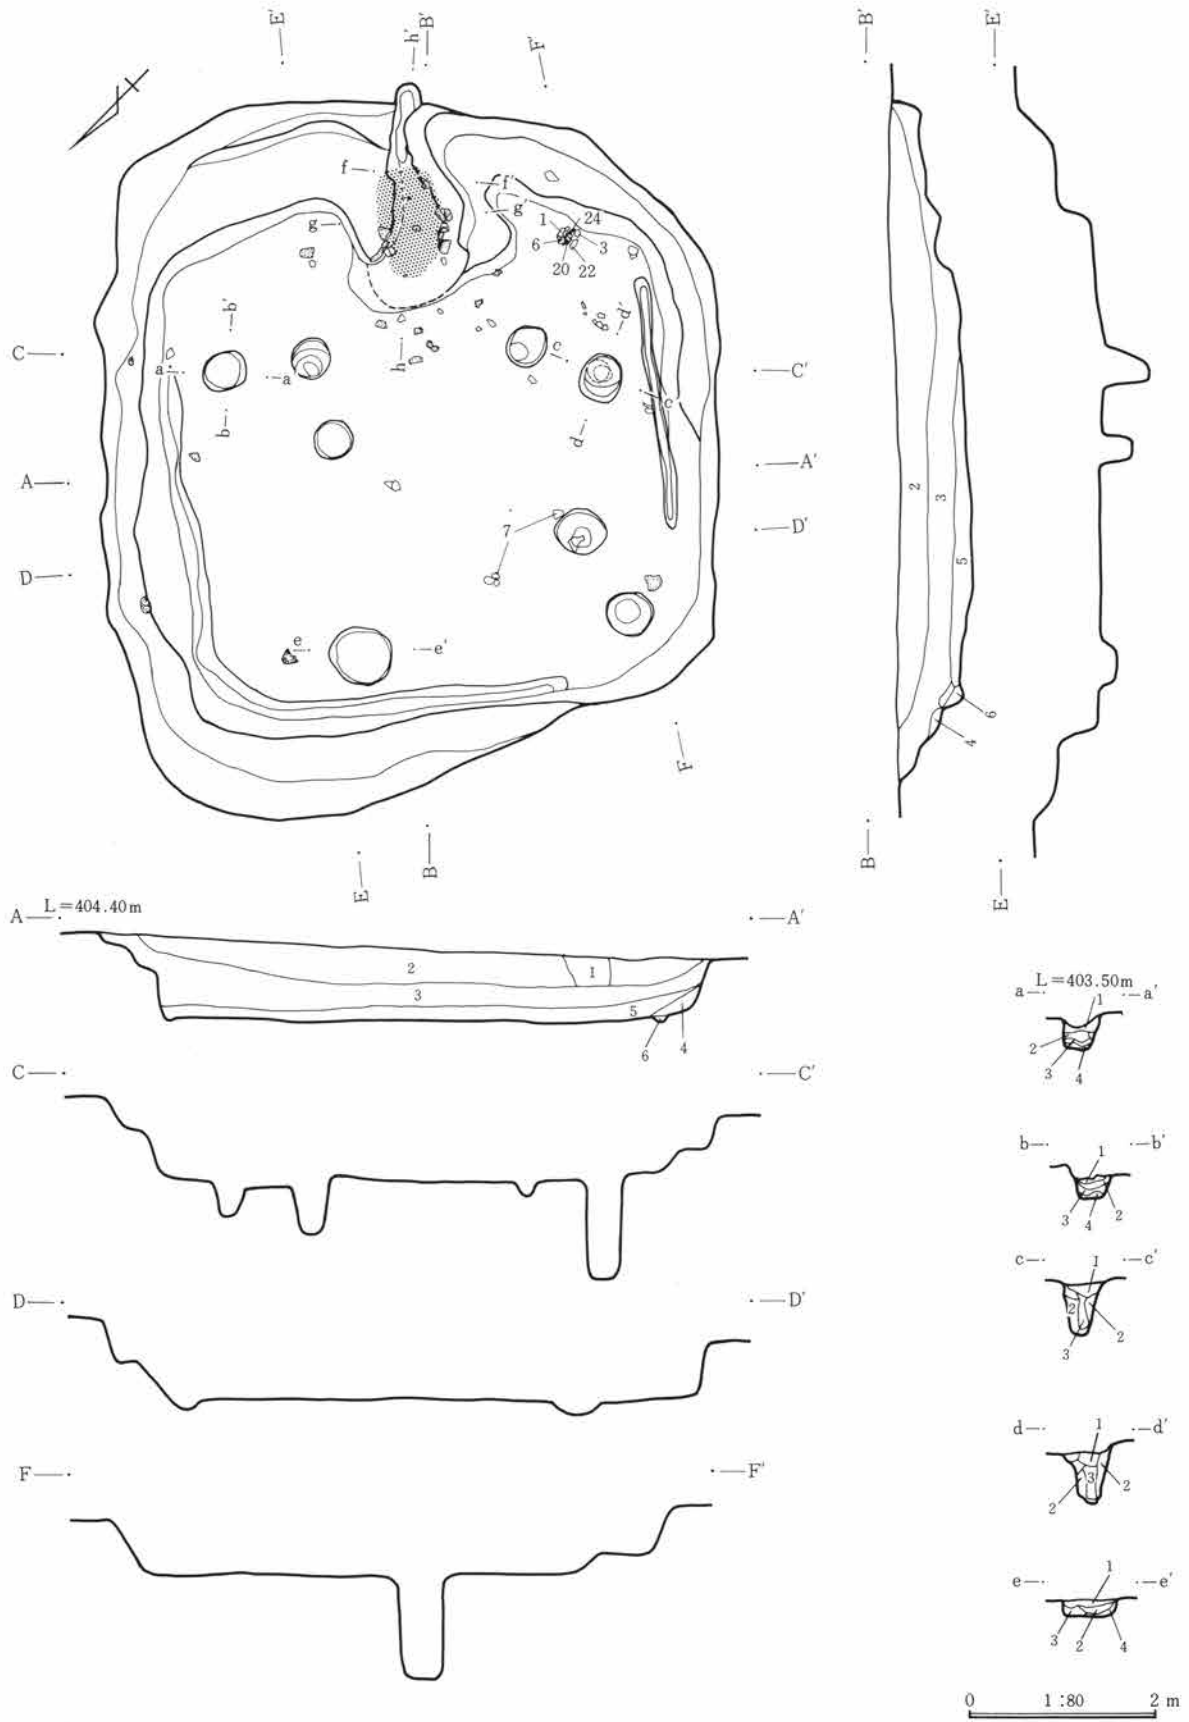 E′ h′ B′ F′ B′ E′
f f′
g g′ 1 24
6 3
20 22
b′ d′
C a a h c C′
c′
b d
A A′
7 D′
D
e e′
F
E B B E
2 3 5 6 4
A L=404.40m A′
2 1
3
5
6 4
C C′
D D′
F F′
L=403.50m
a 1 a′
2
3 4
b 1 b′
3 4 2
c 1 c′
2 2
3
d 1 d′
3
2 2
e 1 e′
3 2 4
0 1:80 2 m